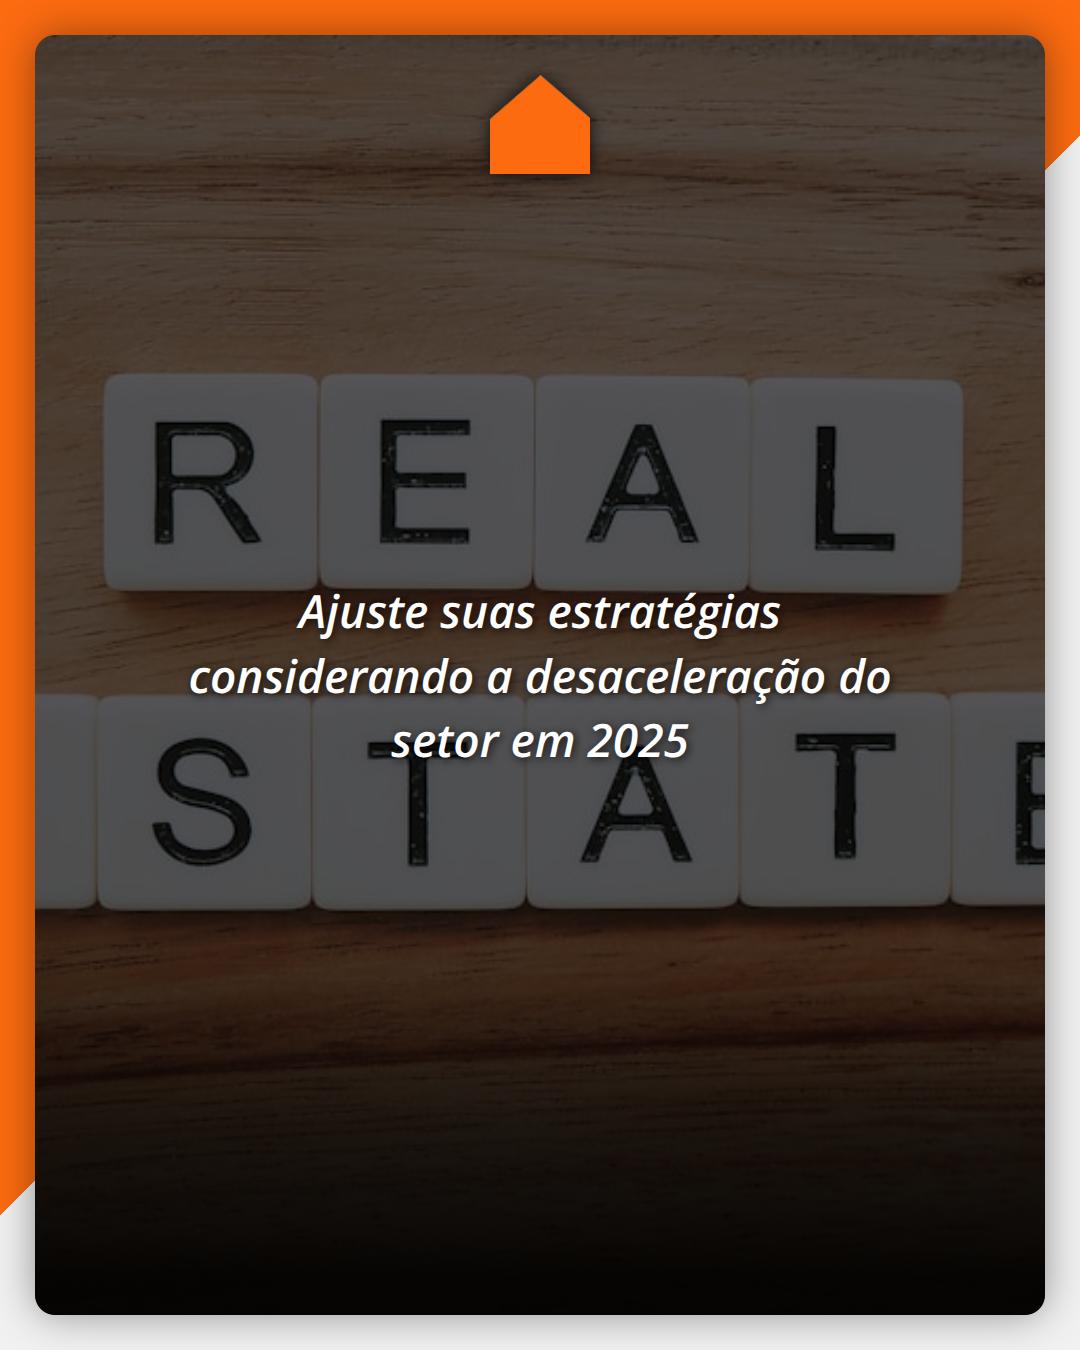 REAL
Ajuste suas estratégias
considerando a desaceleração do
setor em 2025
STATE